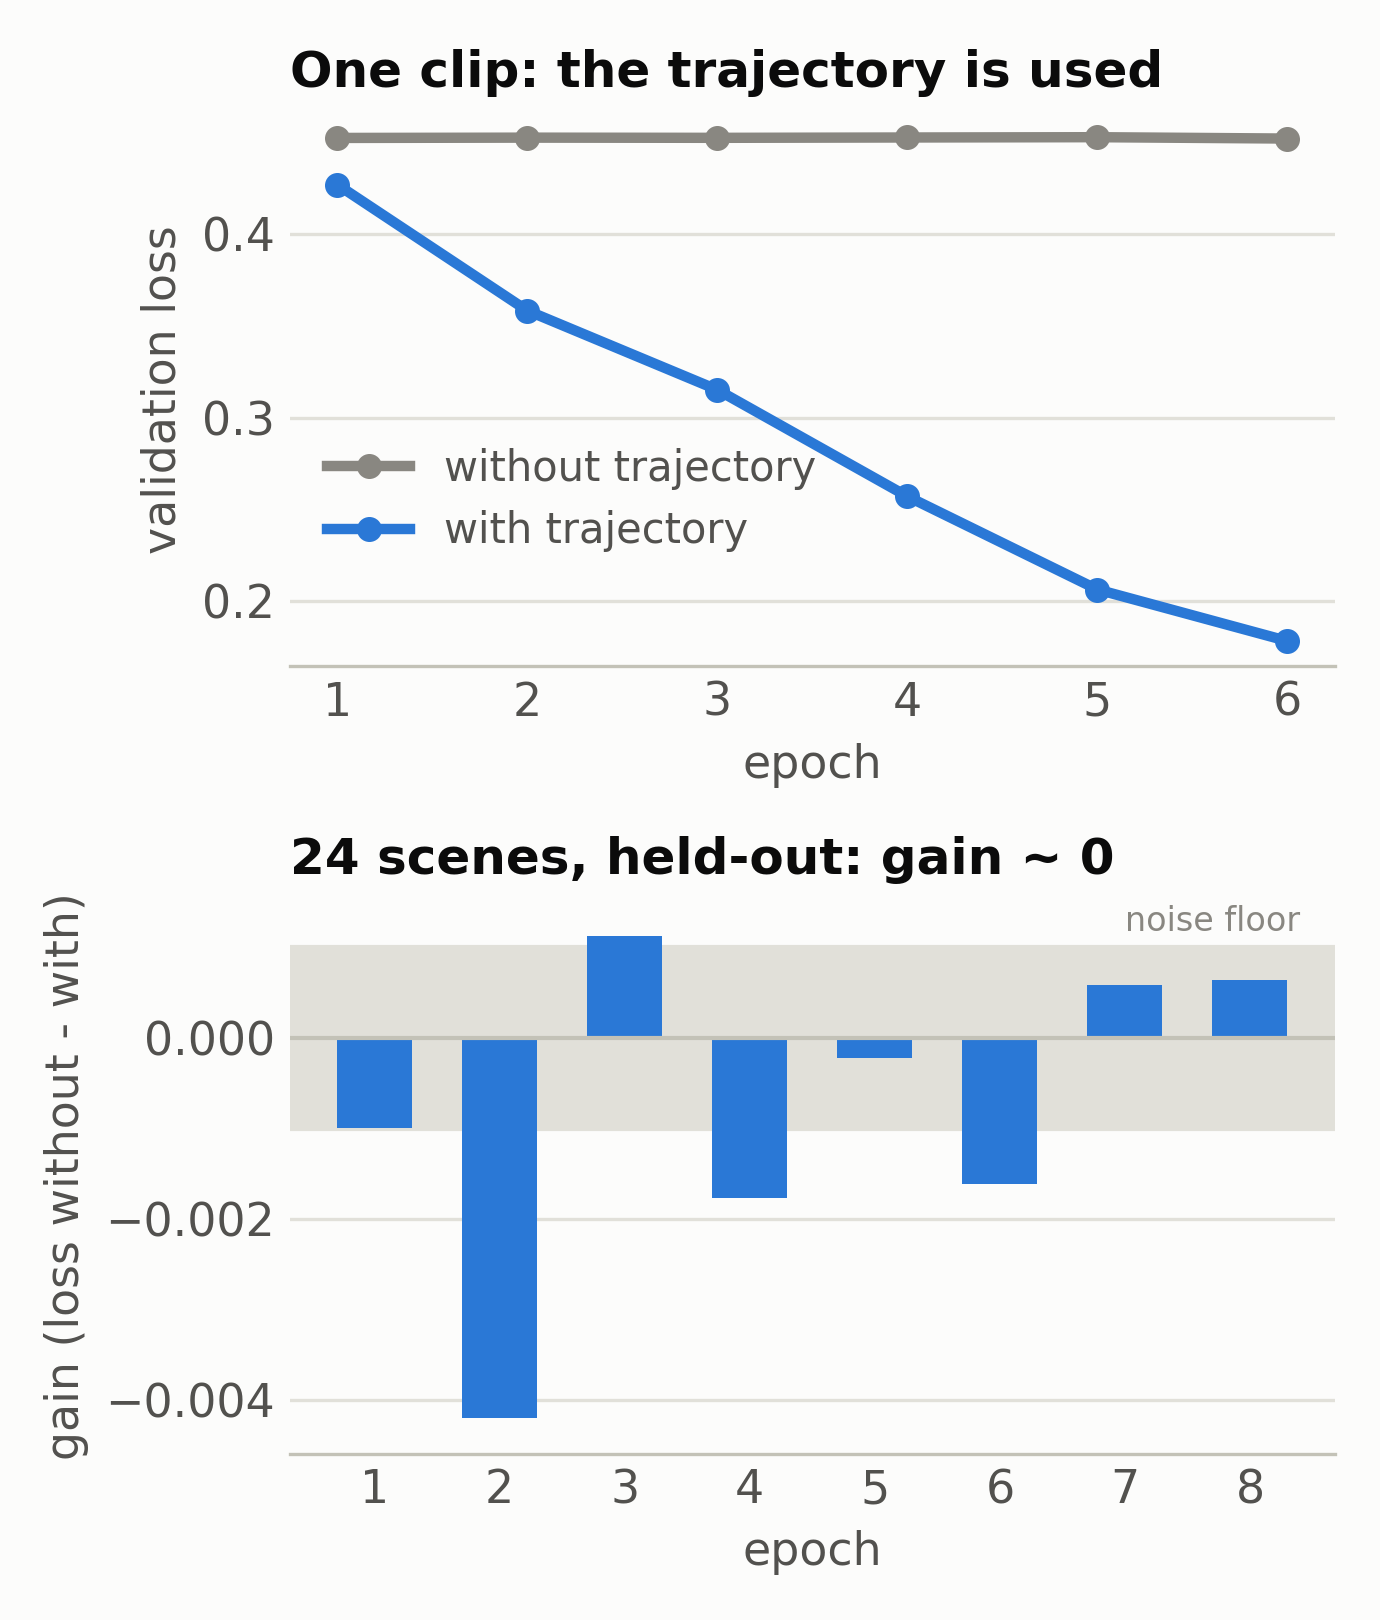 One clip: the trajectory is used
validation loss
0.4
0.3
0.2
without trajectory
with trajectory
1 2 3 4 5 6
epoch
24 scenes, held-out: gain ~ 0
noise floor
gain (loss without - with)
0.000
−0.002
−0.004
1 2 3 4 5 6 7 8
epoch